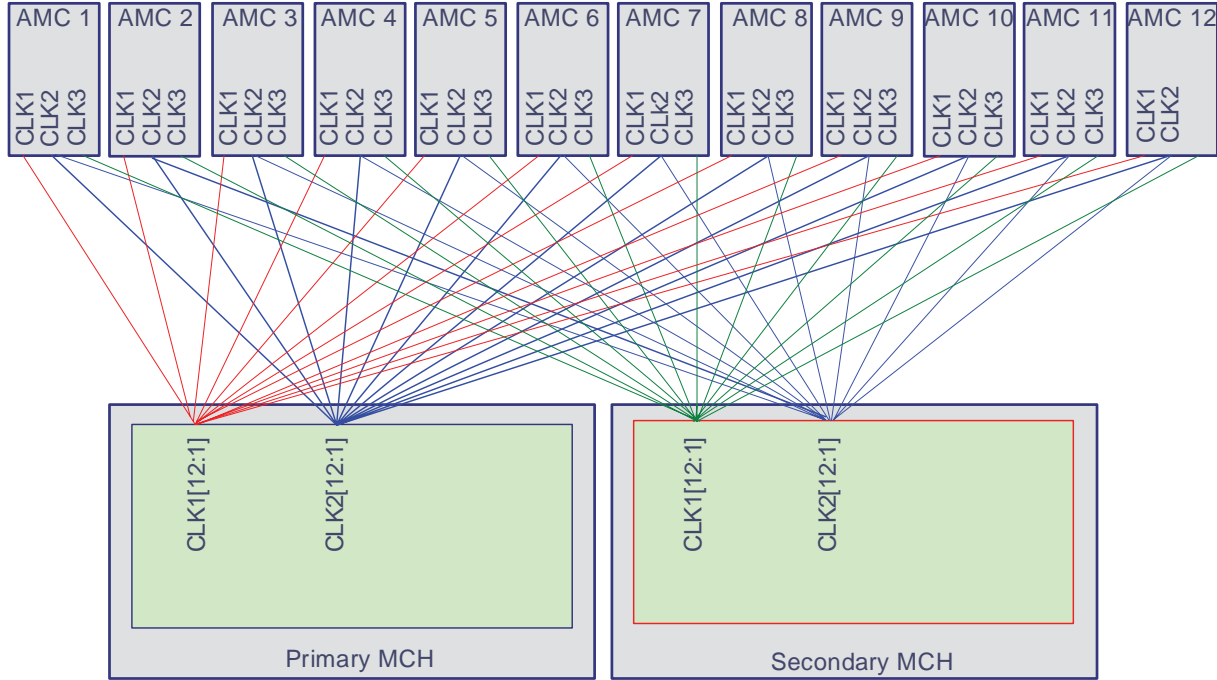 AMC 1
AMC 2
AMC 3
AMC 4
AMC 5
AMC 6
AMC 7
AMC 8
AMC 9
AMC 10
AMC 11
AMC 12
CLK1
CLK2
CLK3
CLK1
CLK2
CLK3
CLK1
CLK2
CLK3
CLK1
CLK2
CLK3
CLK1
CLK2
CLK3
CLK1
CLK2
CLK3
CLK1
CLk2
CLK3
CLK1
CLK2
CLK3
CLK1
CLK2
CLK3
CLK1
CLK2
CLK3
CLK1
CLK2
CLK3
CLK1
CLK2
CLK1[12:1]
CLK2[12:1]
CLK1[12:1]
CLK2[12:1]
Primary MCH
Secondary MCH